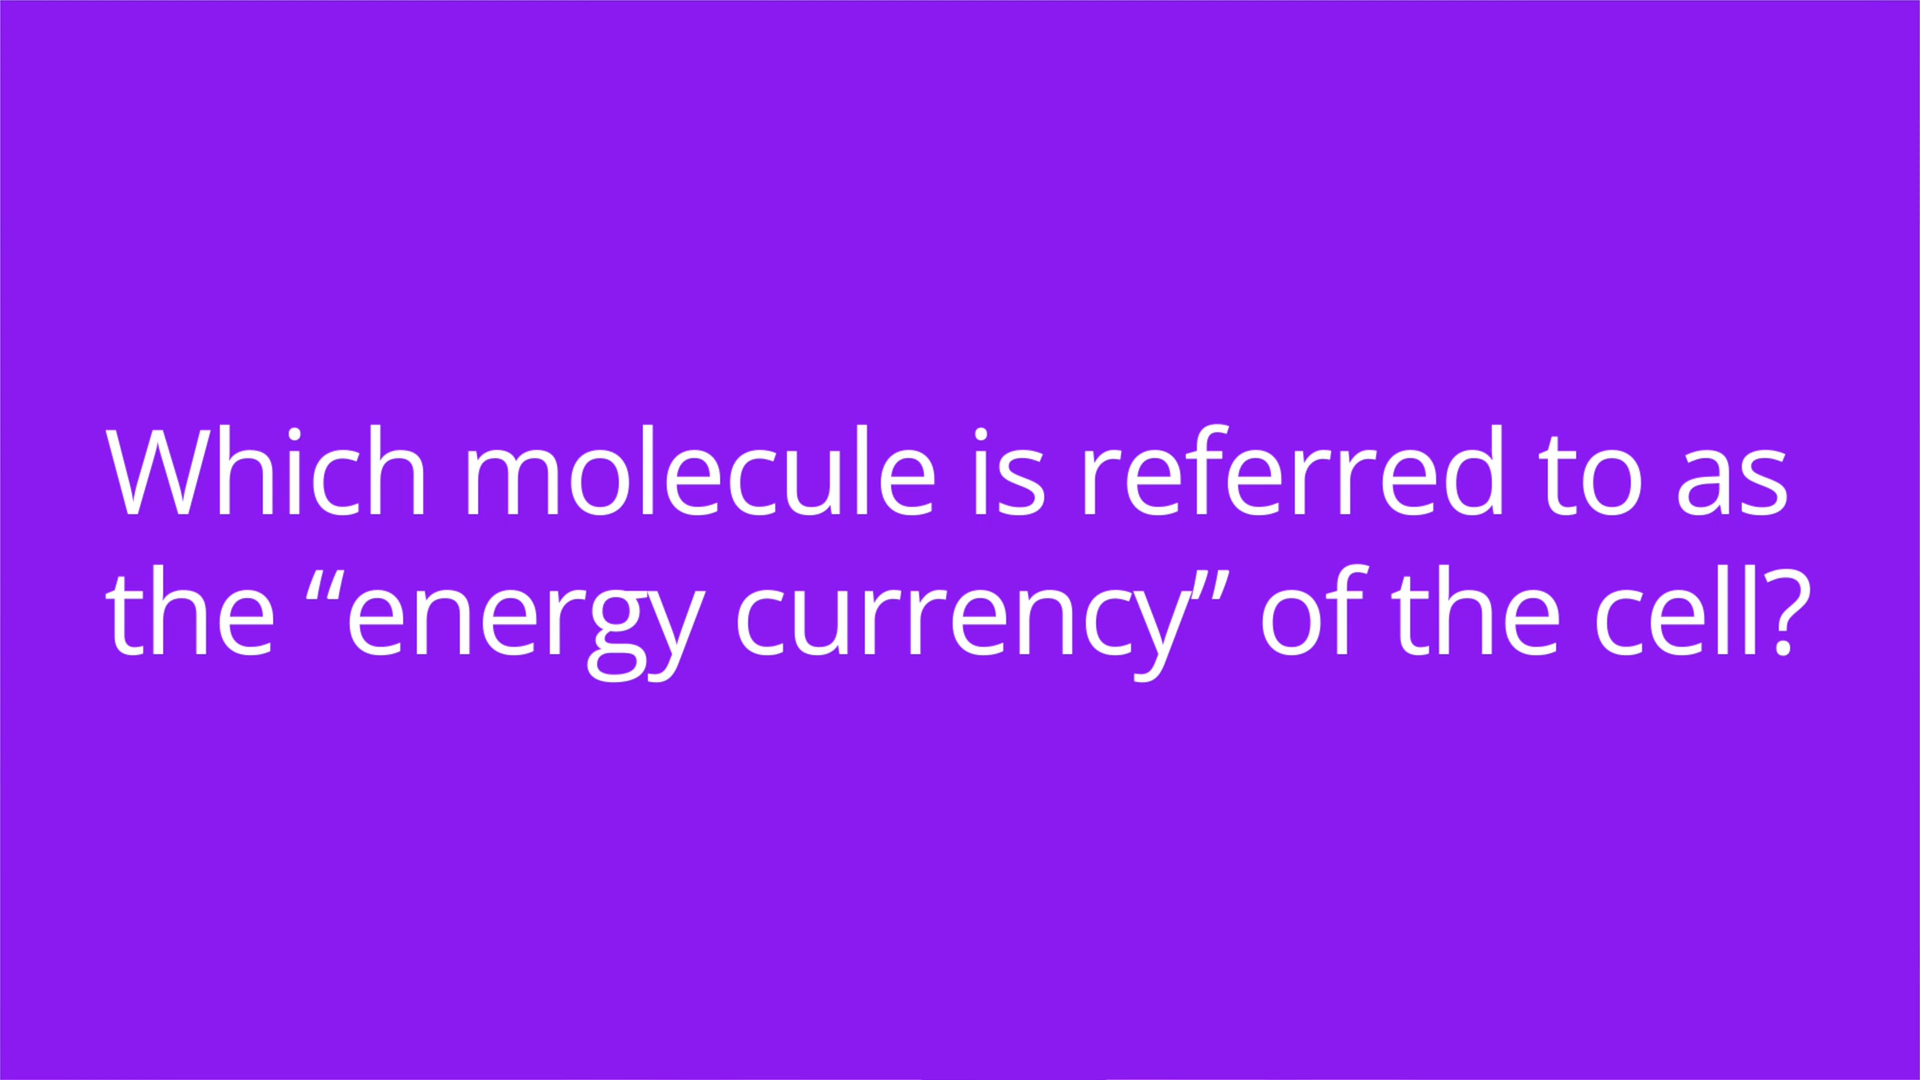 Which molecule is referred to as
the “energy currency” of the cell?